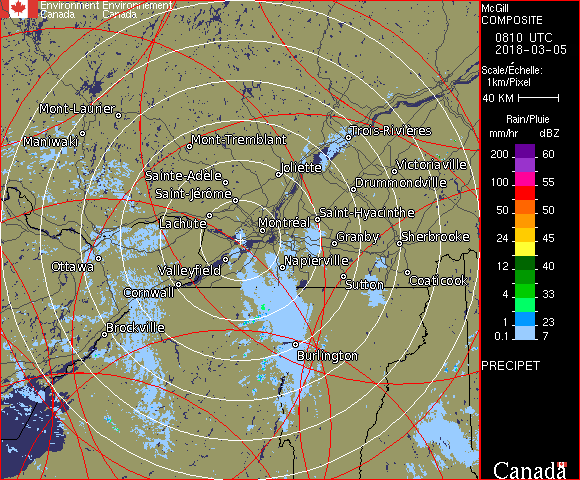 Environment Environnement
Canada Canada
McGill
COMPOSITE
0810 UTC
2018-03-05
Scale/Échelle:
1km/Pixel
40 KM
Rain/Pluie
mm/hr dBZ
200 60
100 55
50 50
24 45
12 40
4 33
1 23
0.1 7
PRECIPET
Canada
Mont-Laurier
Maniwaki
Mont-Tremblant
Trois-Rivières
Sainte-Adèle
Joliette
Victoriaville
Saint-Jérôme
Drummondville
Lachute
Montréal
Saint-Hyacinthe
Granby
Sherbrooke
Ottawa
Valleyfield
Napierville
Cornwall
Sutton
Coaticook
Brockville
Burlington